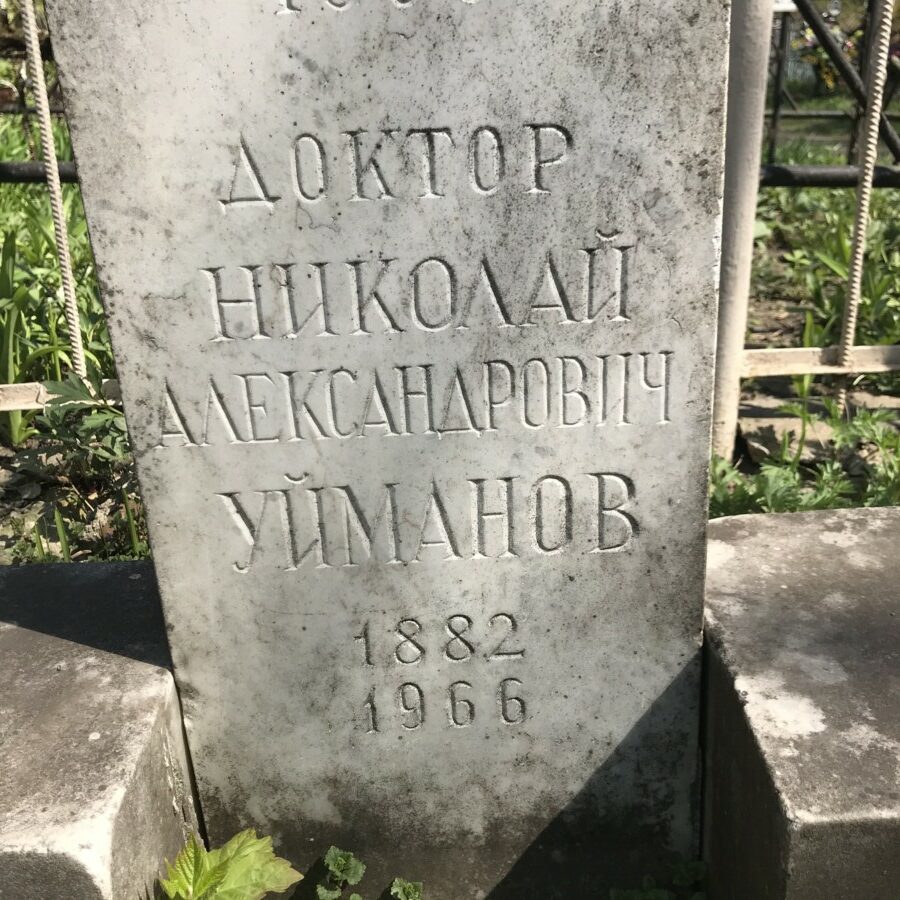 ДОКТОР
НИКОЛАЙ
АЛЕКСАНДРОВИЧ
УЙМАНОВ
1882
1966